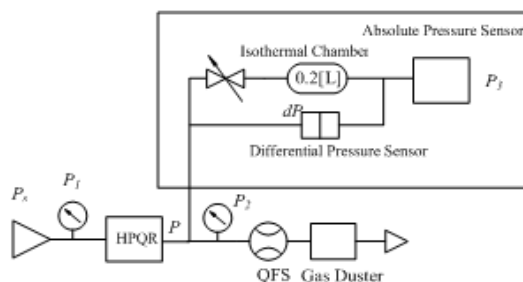 Absolute Pressure Sensor
Isothermal Chamber
0.2[L]
P3
dP
Differential Pressure Sensor
Ps
P1
HPQR
P
P2
QFS
Gas Duster